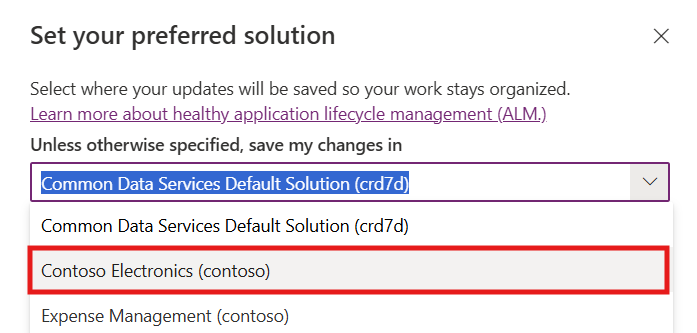 Set your preferred solution
Select where your updates will be saved so your work stays organized.
Learn more about healthy application lifecycle management (ALM.)
Unless otherwise specified, save my changes in
Common Data Services Default Solution (crd7d)
Common Data Services Default Solution (crd7d)
Contoso Electronics (contoso)
Expense Management (contoso)